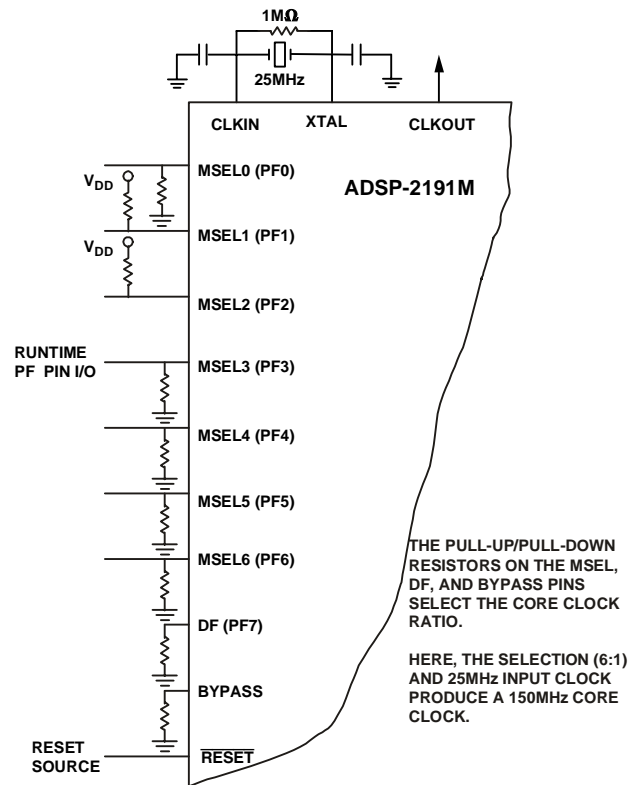 1MΩ
25MHz
CLKIN
XTAL
CLKOUT
ADSP-2191M
MSEL0 (PF0)
VDD
MSEL1 (PF1)
VDD
MSEL2 (PF2)
RUNTIME
PF PIN I/O
MSEL3 (PF3)
MSEL4 (PF4)
MSEL5 (PF5)
MSEL6 (PF6)
DF (PF7)
BYPASS
RESET
SOURCE
RESET
THE PULL-UP/PULL-DOWN
RESISTORS ON THE MSEL,
DF, AND BYPASS PINS
SELECT THE CORE CLOCK
RATIO.
HERE, THE SELECTION (6:1)
AND 25MHz INPUT CLOCK
PRODUCE A 150MHz CORE
CLOCK.